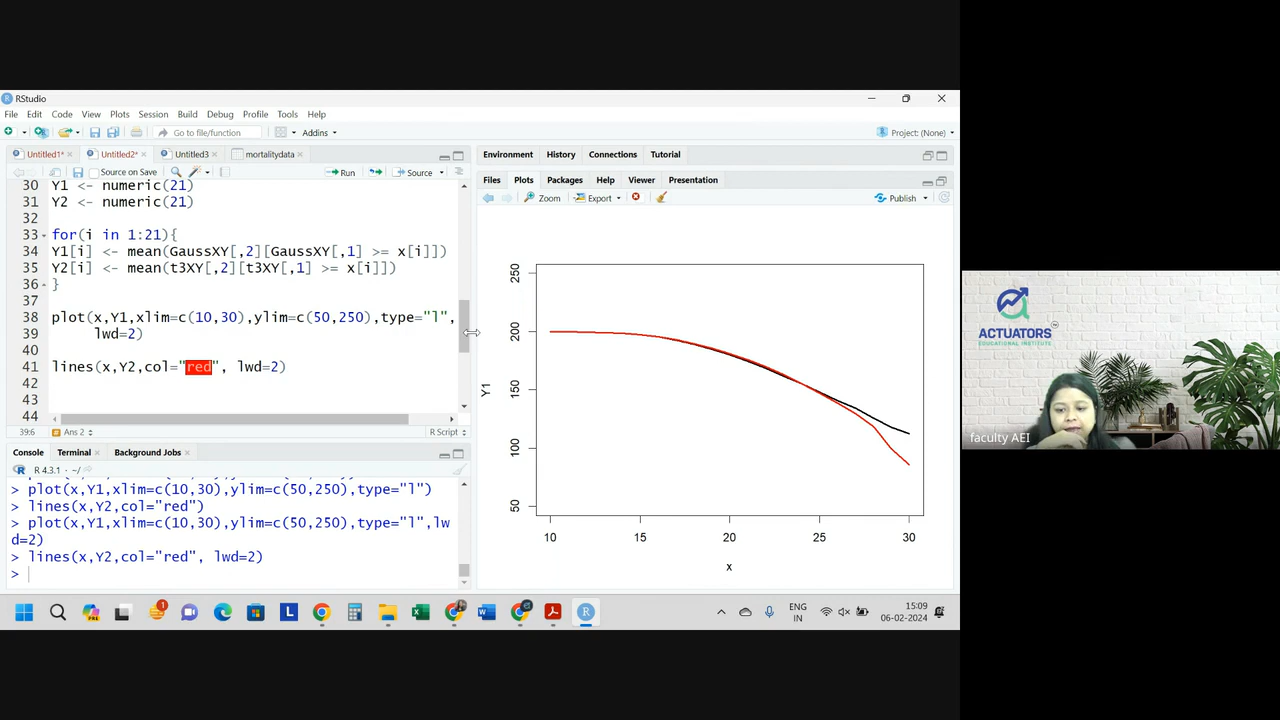 RStudio
File Edit Code View Plots Session Build Debug Profile Tools Help
Go to file/function Addins Project: (None)
Untitled1* Untitled2* Untitled3 mortalitydata
Source on Save Run Source
30 Y1 <- numeric(21)
31 Y2 <- numeric(21)
32
33 for(i in 1:21){
34 Y1[i] <- mean(GaussXY[,2][GaussXY[,1] >= x[i]])
35 Y2[i] <- mean(t3XY[,2][t3XY[,1] >= x[i]])
36 }
37
38 plot(x,Y1,xlim=c(10,30),ylim=c(50,250),type="l",
39 lwd=2)
40
41 lines(x,Y2,col="red", lwd=2)
42
43
44
39:6 Ans 2 R Script
Console Terminal Background Jobs
R 4.3.1 · ~/
> plot(x,Y1,xlim=c(10,30),ylim=c(50,250),type="l")
> lines(x,Y2,col="red")
> plot(x,Y1,xlim=c(10,30),ylim=c(50,250),type="l",lw
d=2)
> lines(x,Y2,col="red", lwd=2)
>
Environment History Connections Tutorial
Files Plots Packages Help Viewer Presentation
Zoom Export Publish
250
200
150
100
50
Y1
10 15 20 25 30
x
ACTUATORS
EDUCATIONAL INSTITUTE
faculty AEI
ENG
IN
15:09
06-02-2024